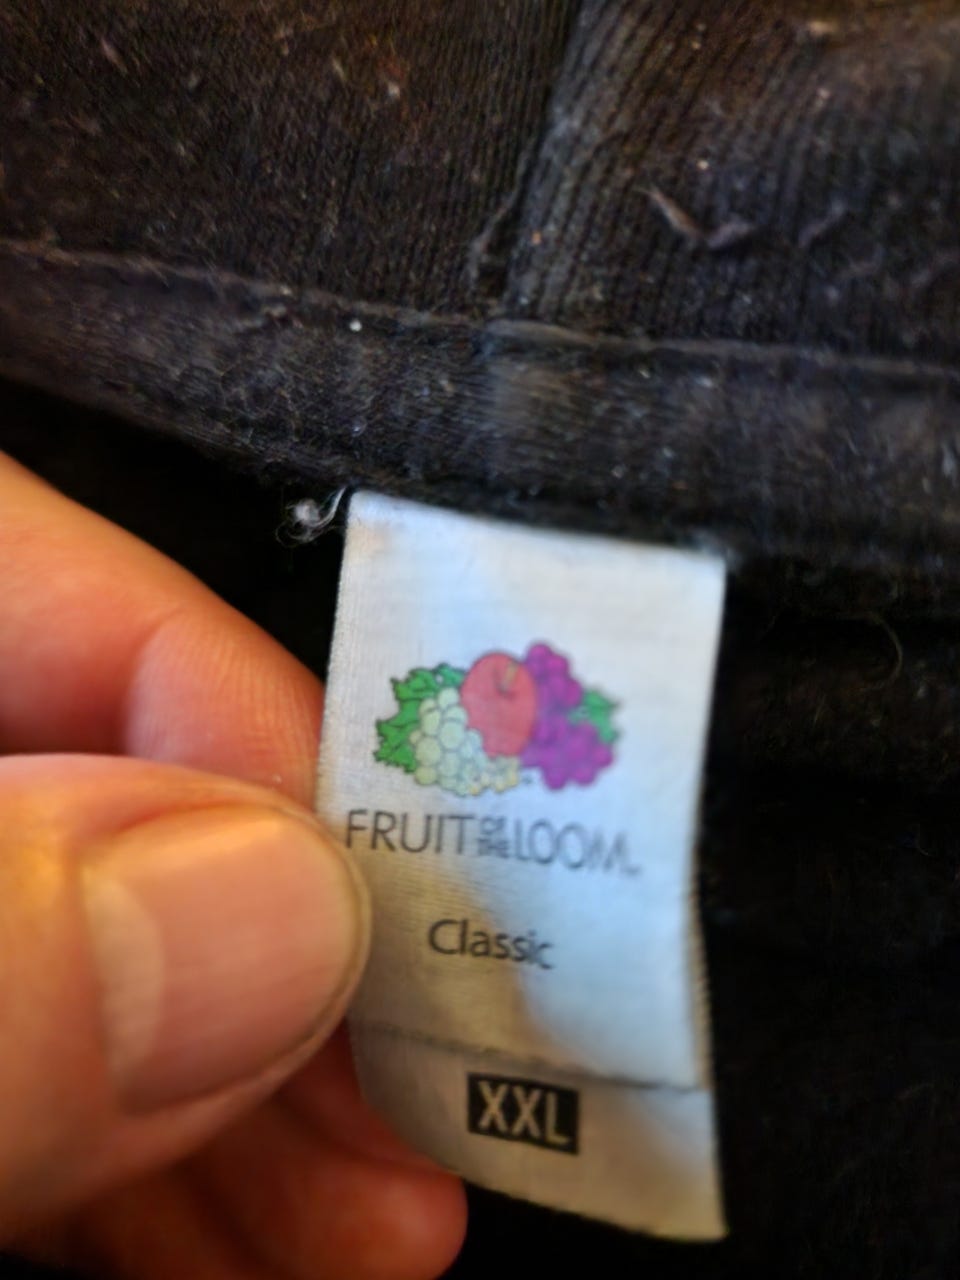 FRUIT OF THE LOOM
Classic
XXL